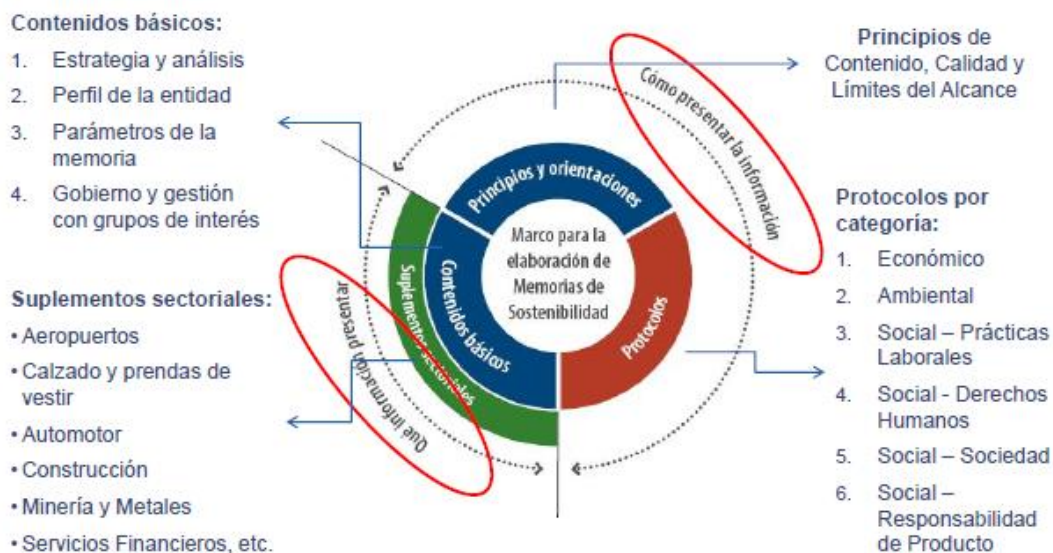 Contenidos básicos:
1. Estrategia y análisis
2. Perfil de la entidad
3. Parámetros de la
memoria
4. Gobierno y gestión
con grupos de interés
Suplementos sectoriales:
• Aeropuertos
• Calzado y prendas de
vestir
• Automotor
• Construcción
• Minería y Metales
• Servicios Financieros, etc.
Cómo presentar la información
Principios y orientaciones
Marco para la
elaboración de
Memorias de
Sostenibilidad
Contenidos básicos
Suplementos sectoriales
Qué información presentar
Protocolos
Principios de
Contenido, Calidad y
Límites del Alcance
Protocolos por
categoría:
1. Económico
2. Ambiental
3. Social – Prácticas
Laborales
4. Social - Derechos
Humanos
5. Social – Sociedad
6. Social –
Responsabilidad
de Producto